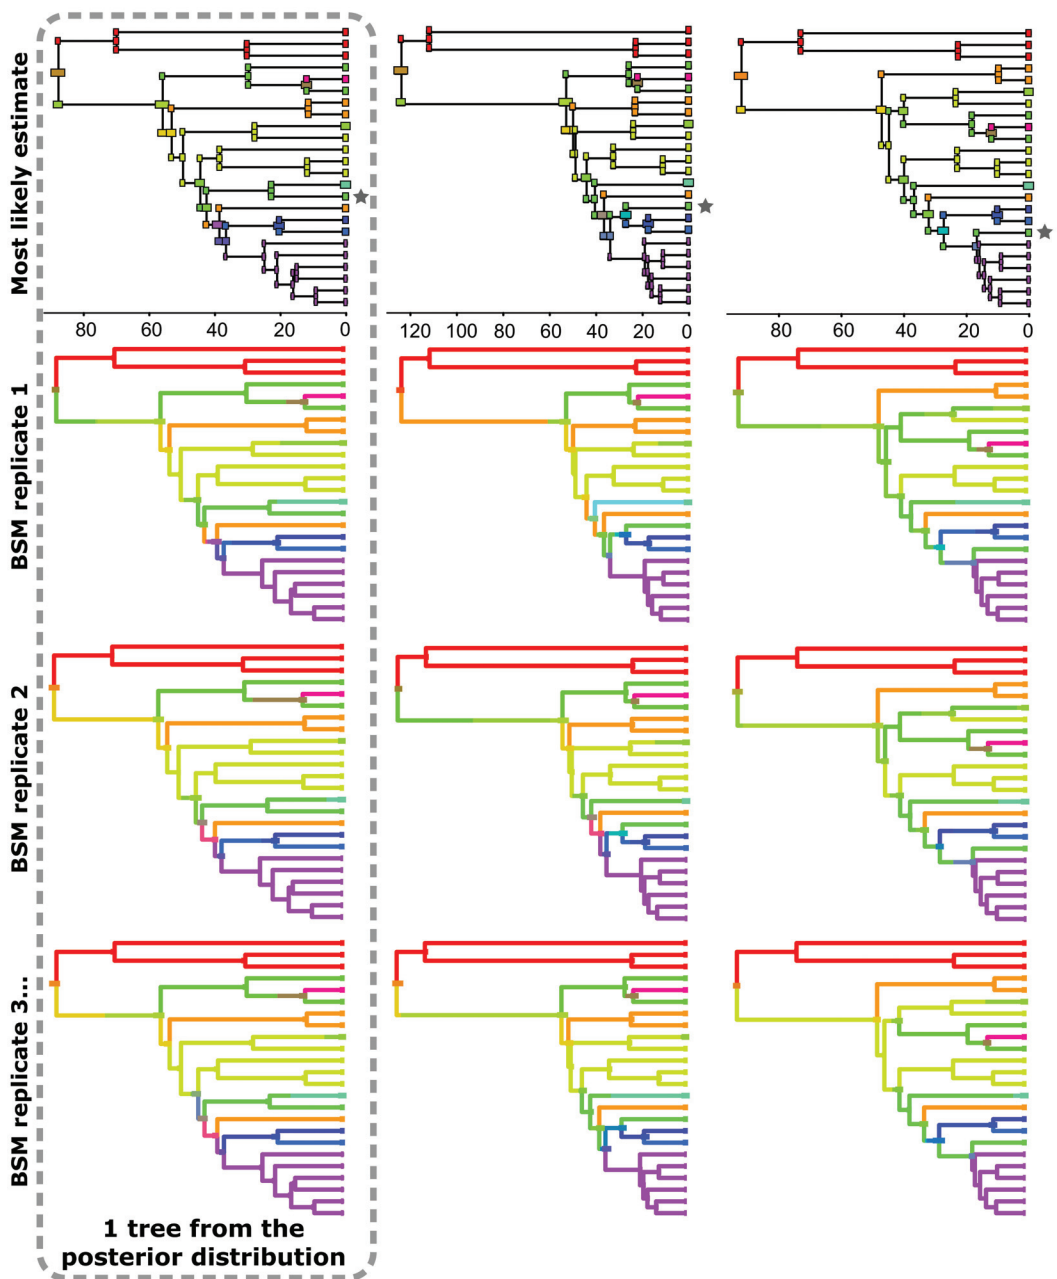 Most likely estimate
80 60 40 20 0
120 100 80 60 40 20 0
80 60 40 20 0
BSM replicate 1
BSM replicate 2
BSM replicate 3...
1 tree from the
posterior distribution